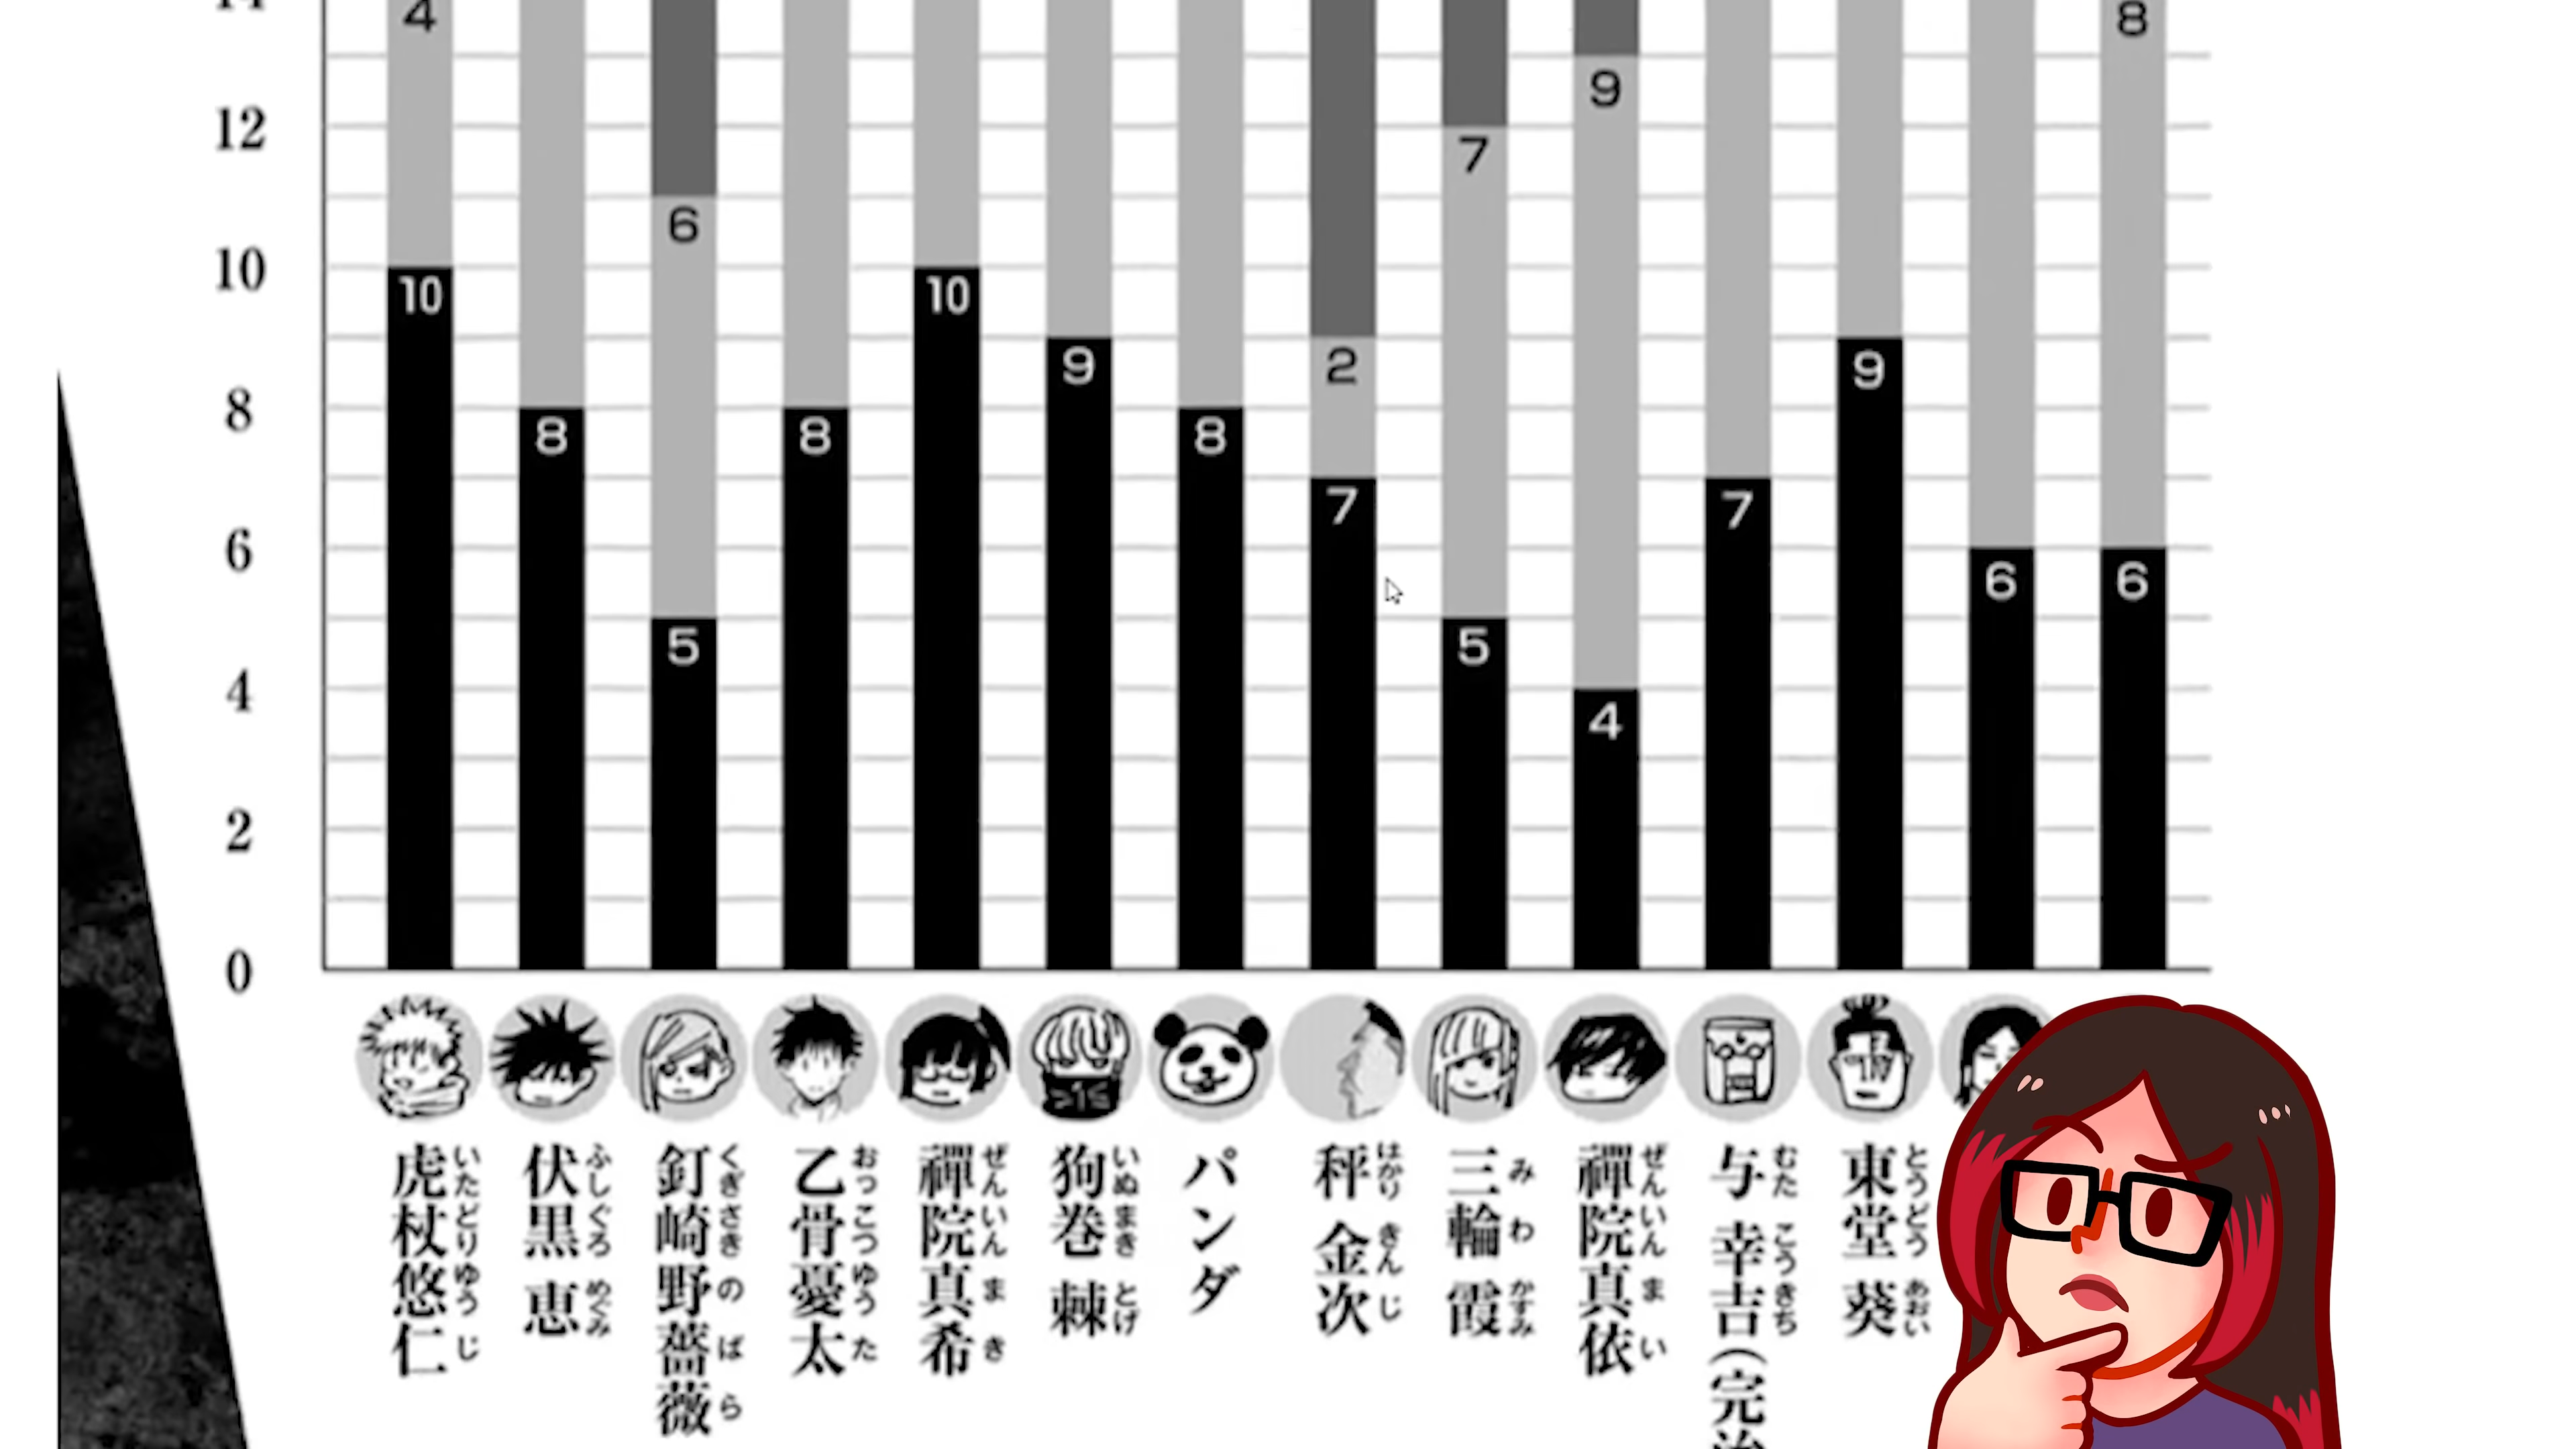 4
8
12
9
7
6
10
10
10
9
2
9
8
8
8
8
7
7
6
6
6
5
5
4
4
2
0
虎杖悠仁
いたどりゆうじ
伏黒 恵
ふしぐろ めぐみ
釘崎野薔薇
くぎさきのばら
乙骨憂太
おっこつゆうた
禪院真希
ぜんいんまき
狗巻 棘
いぬまき とげ
パンダ
秤 金次
はかり きんじ
三輪 霞
みわ かすみ
禪院真依
ぜんいんまい
与 幸吉(完
むた こうきち
東堂 葵
とうどう あおい